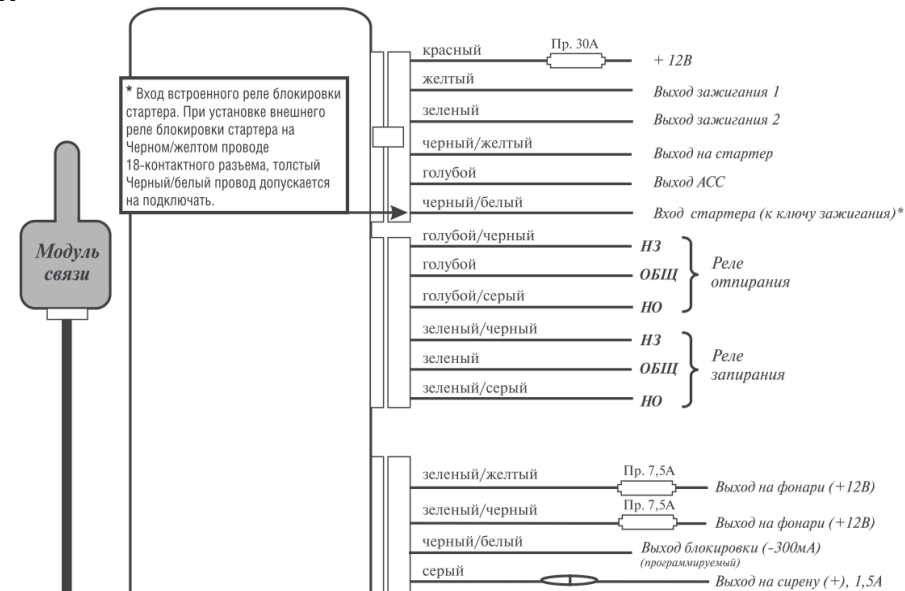 * Вход встроенного реле блокировки
стартера. При установке внешнего
реле блокировки стартера на
Черном/желтом проводе
18-контактного разъема, толстый
Черный/белый провод допускается
на подключать.
Модуль
связи
красный Пр. 30А + 12В
желтый Выход зажигания 1
зеленый Выход зажигания 2
черный/желтый Выход на стартер
голубой Выход АСС
черный/белый Вход стартера (к ключу зажигания)*
голубой/черный НЗ
голубой ОБЩ
голубой/серый НО
Реле
отпирания
зеленый/черный НЗ
зеленый ОБЩ
зеленый/серый НО
Реле
запирания
зеленый/желтый Пр. 7,5А Выход на фонари (+12В)
зеленый/черный Пр. 7,5А Выход на фонари (+12В)
черный/белый Выход блокировки (-300мА)
(программируемый)
серый Выход на сирену (+), 1,5А